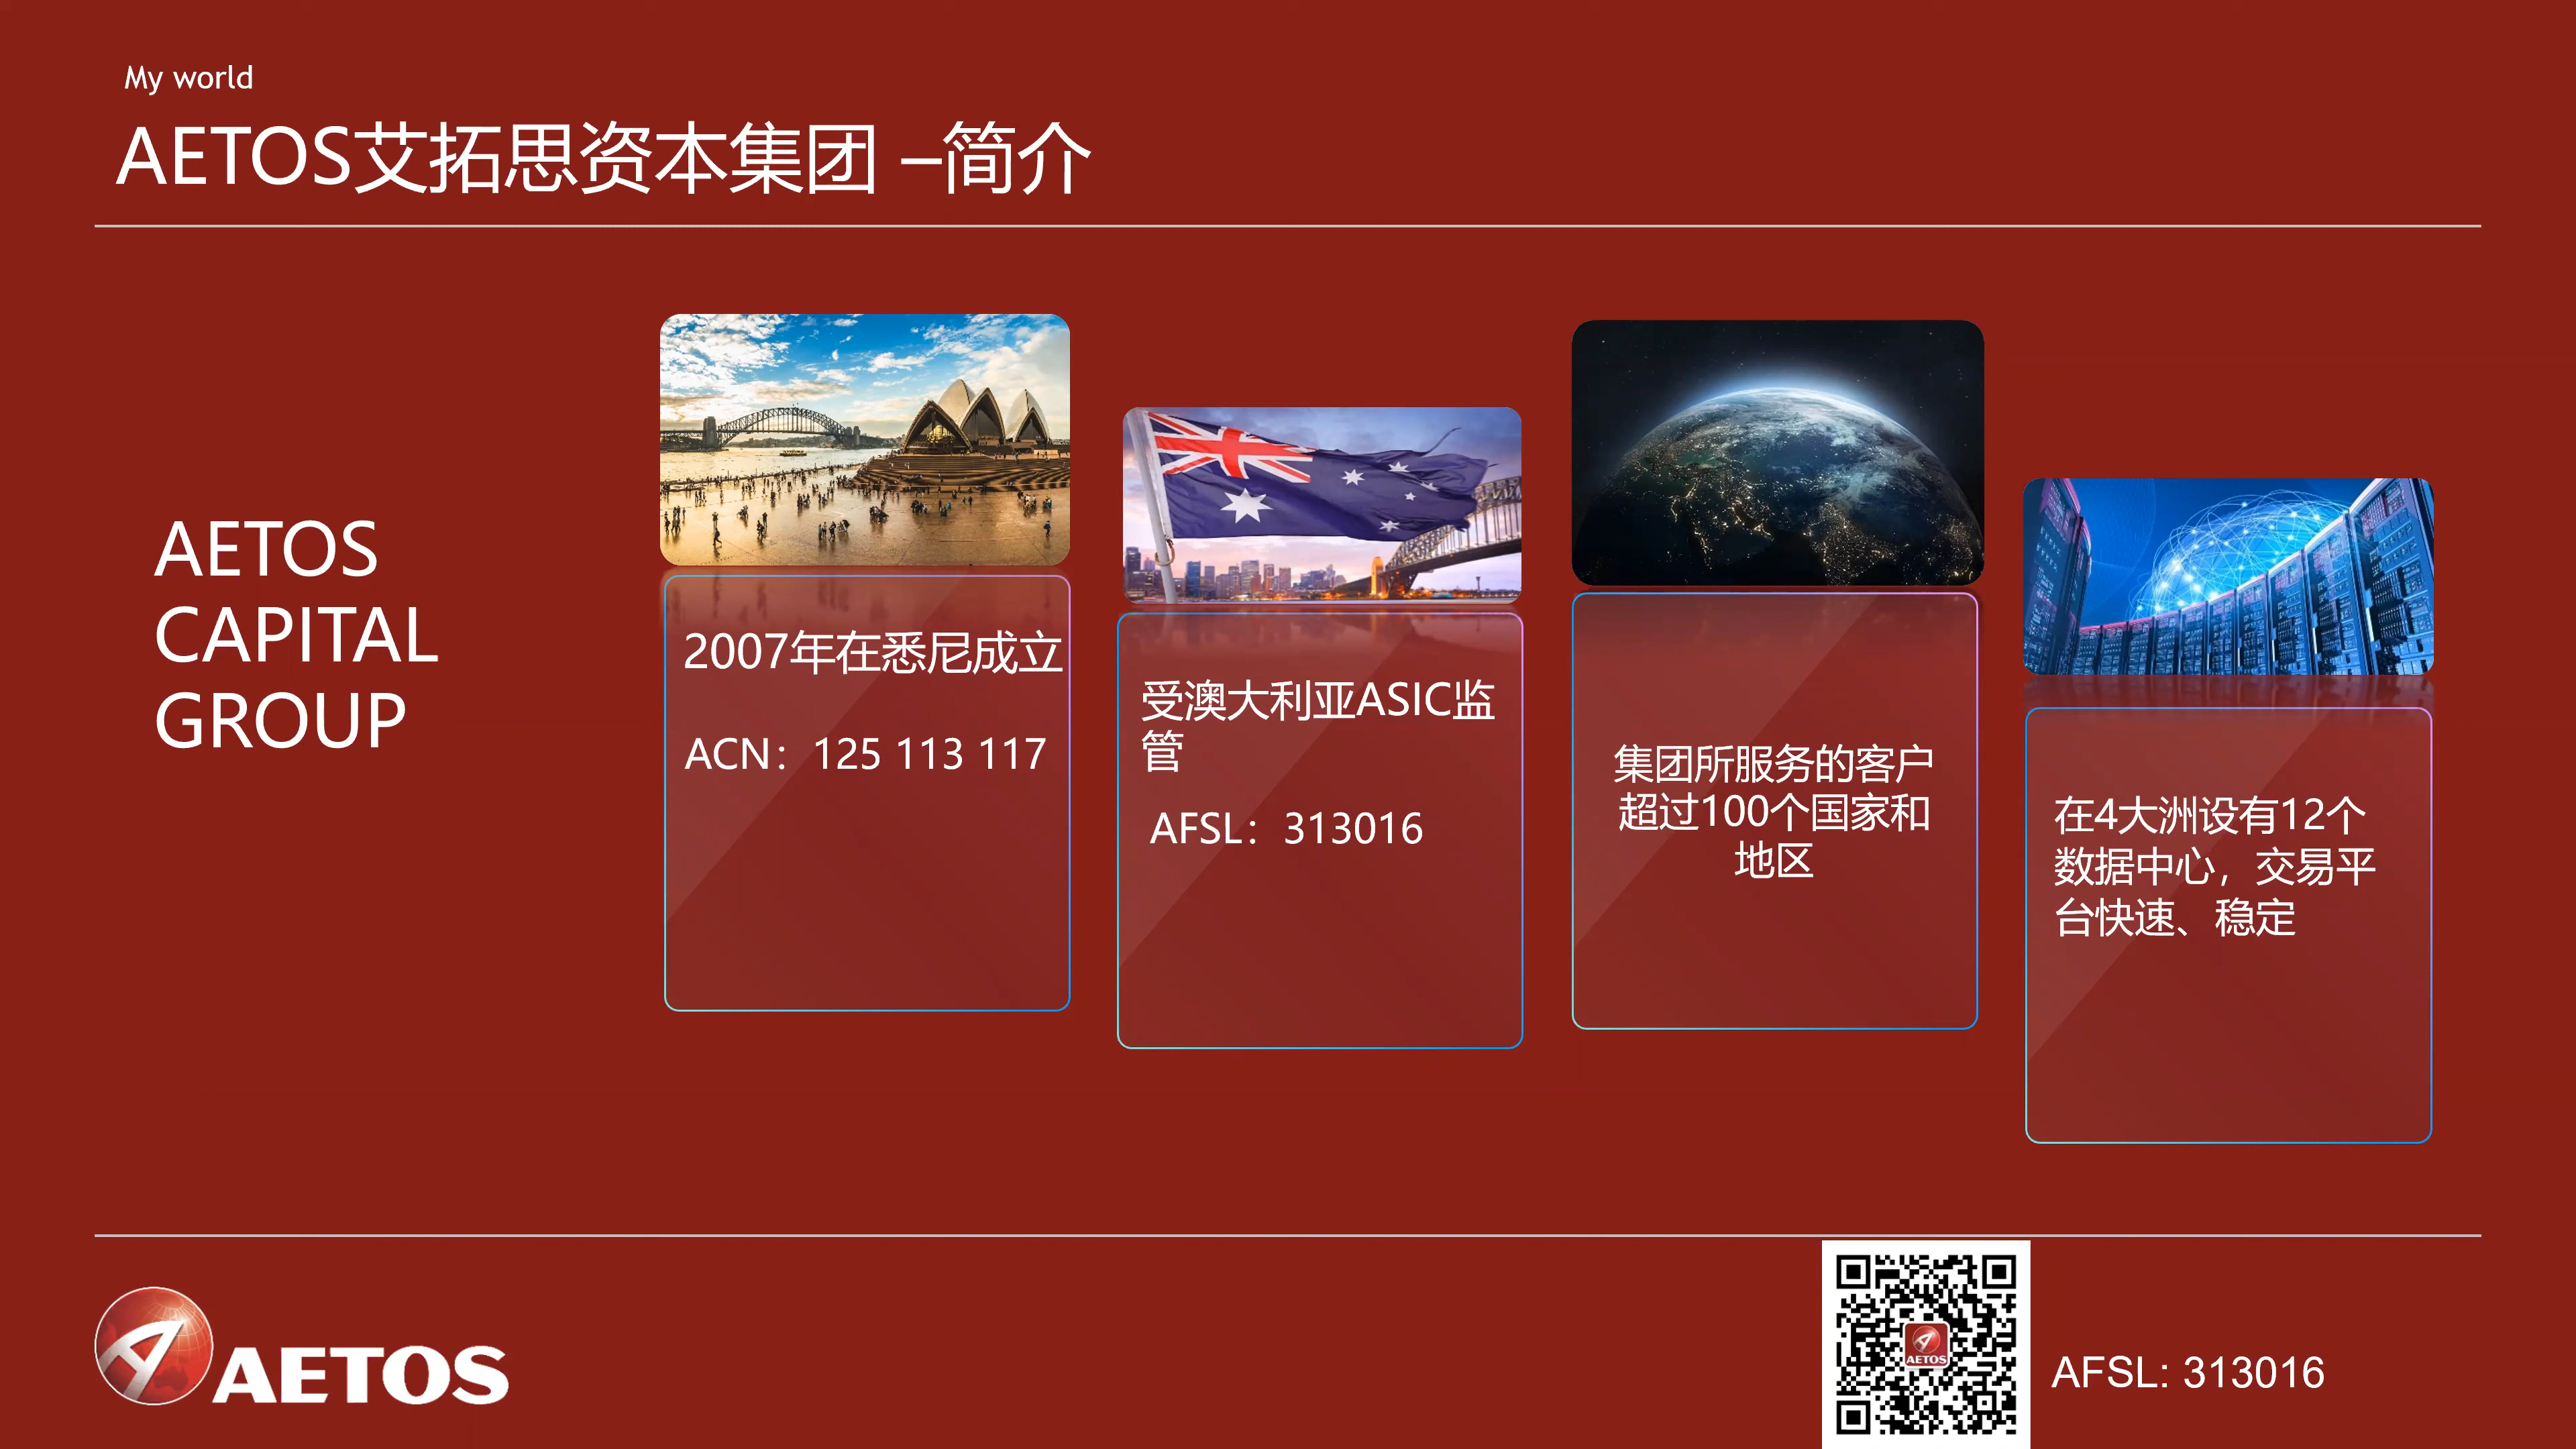 My world
AETOS艾拓思资本集团 –简介
AETOS
CAPITAL
GROUP
2007年在悉尼成立
ACN：125 113 117
受澳大利亚ASIC监
管
AFSL：313016
集团所服务的客户
超过100个国家和
地区
在4大洲设有12个
数据中心，交易平
台快速、稳定
AETOS
AETOS
AFSL: 313016